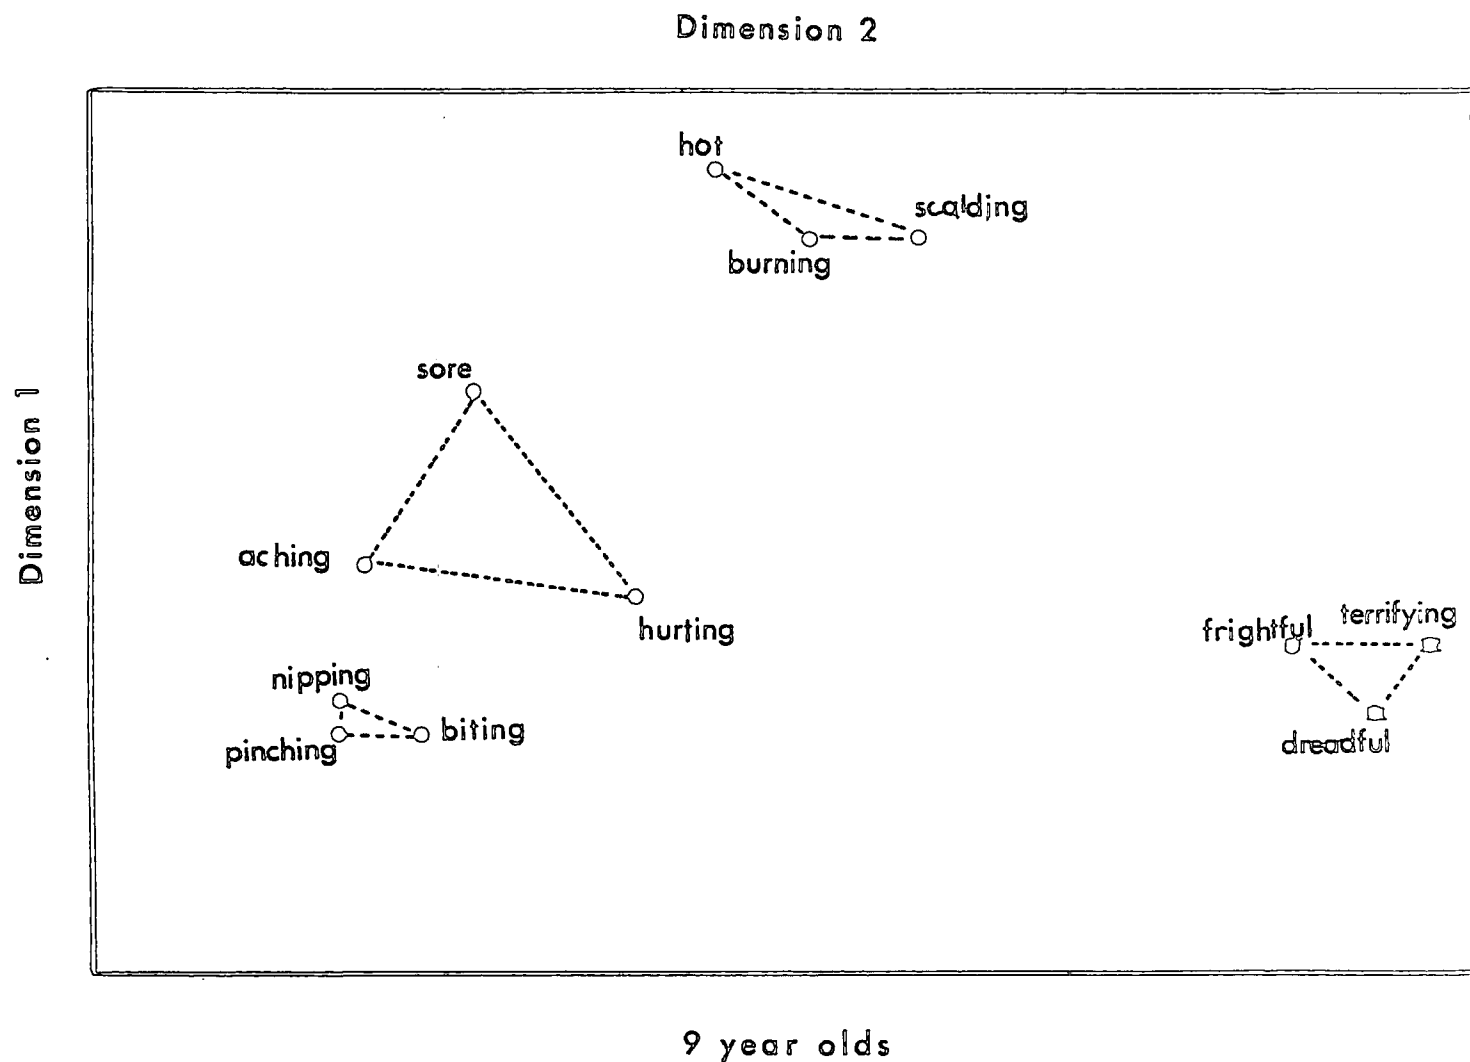 Dimension 2
hot
scalding
burning
sore
Dimension 1
aching
hurting
terrifying
frightful
nipping
biting
pinching
dreadful
9 year olds